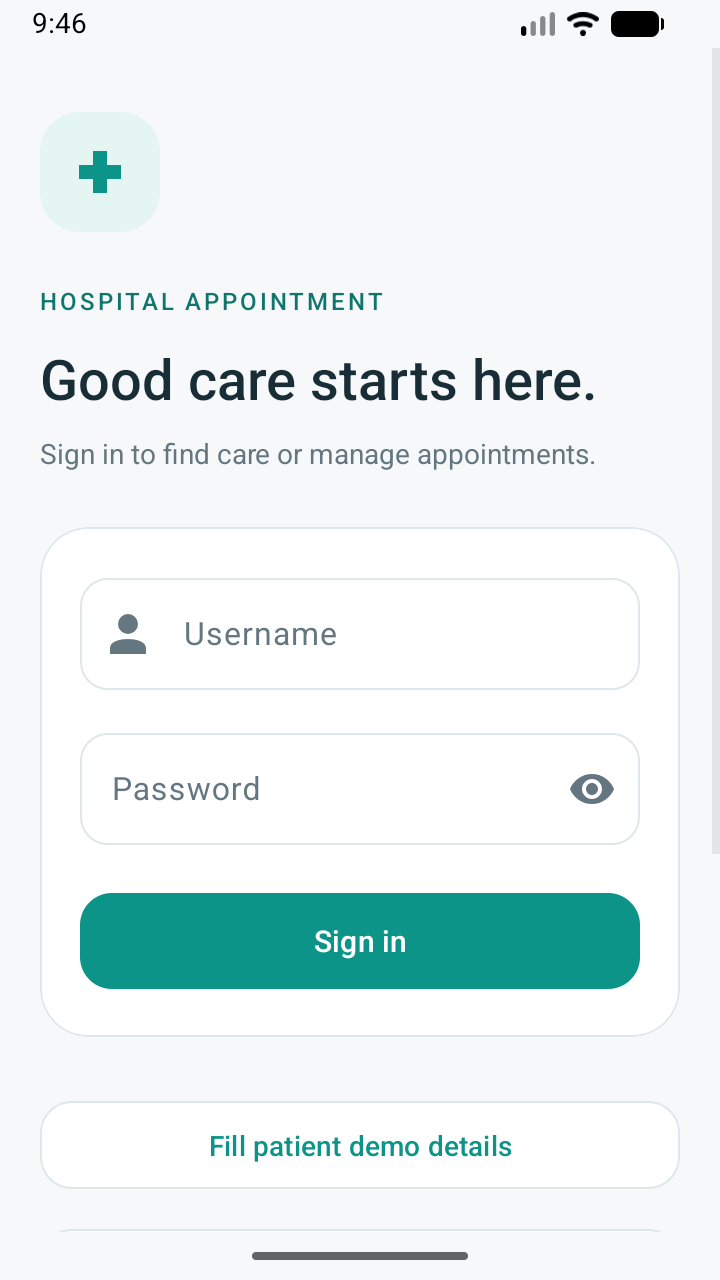 9:46
HOSPITAL APPOINTMENT
Good care starts here.
Sign in to find care or manage appointments.
Username
Password
Sign in
Fill patient demo details